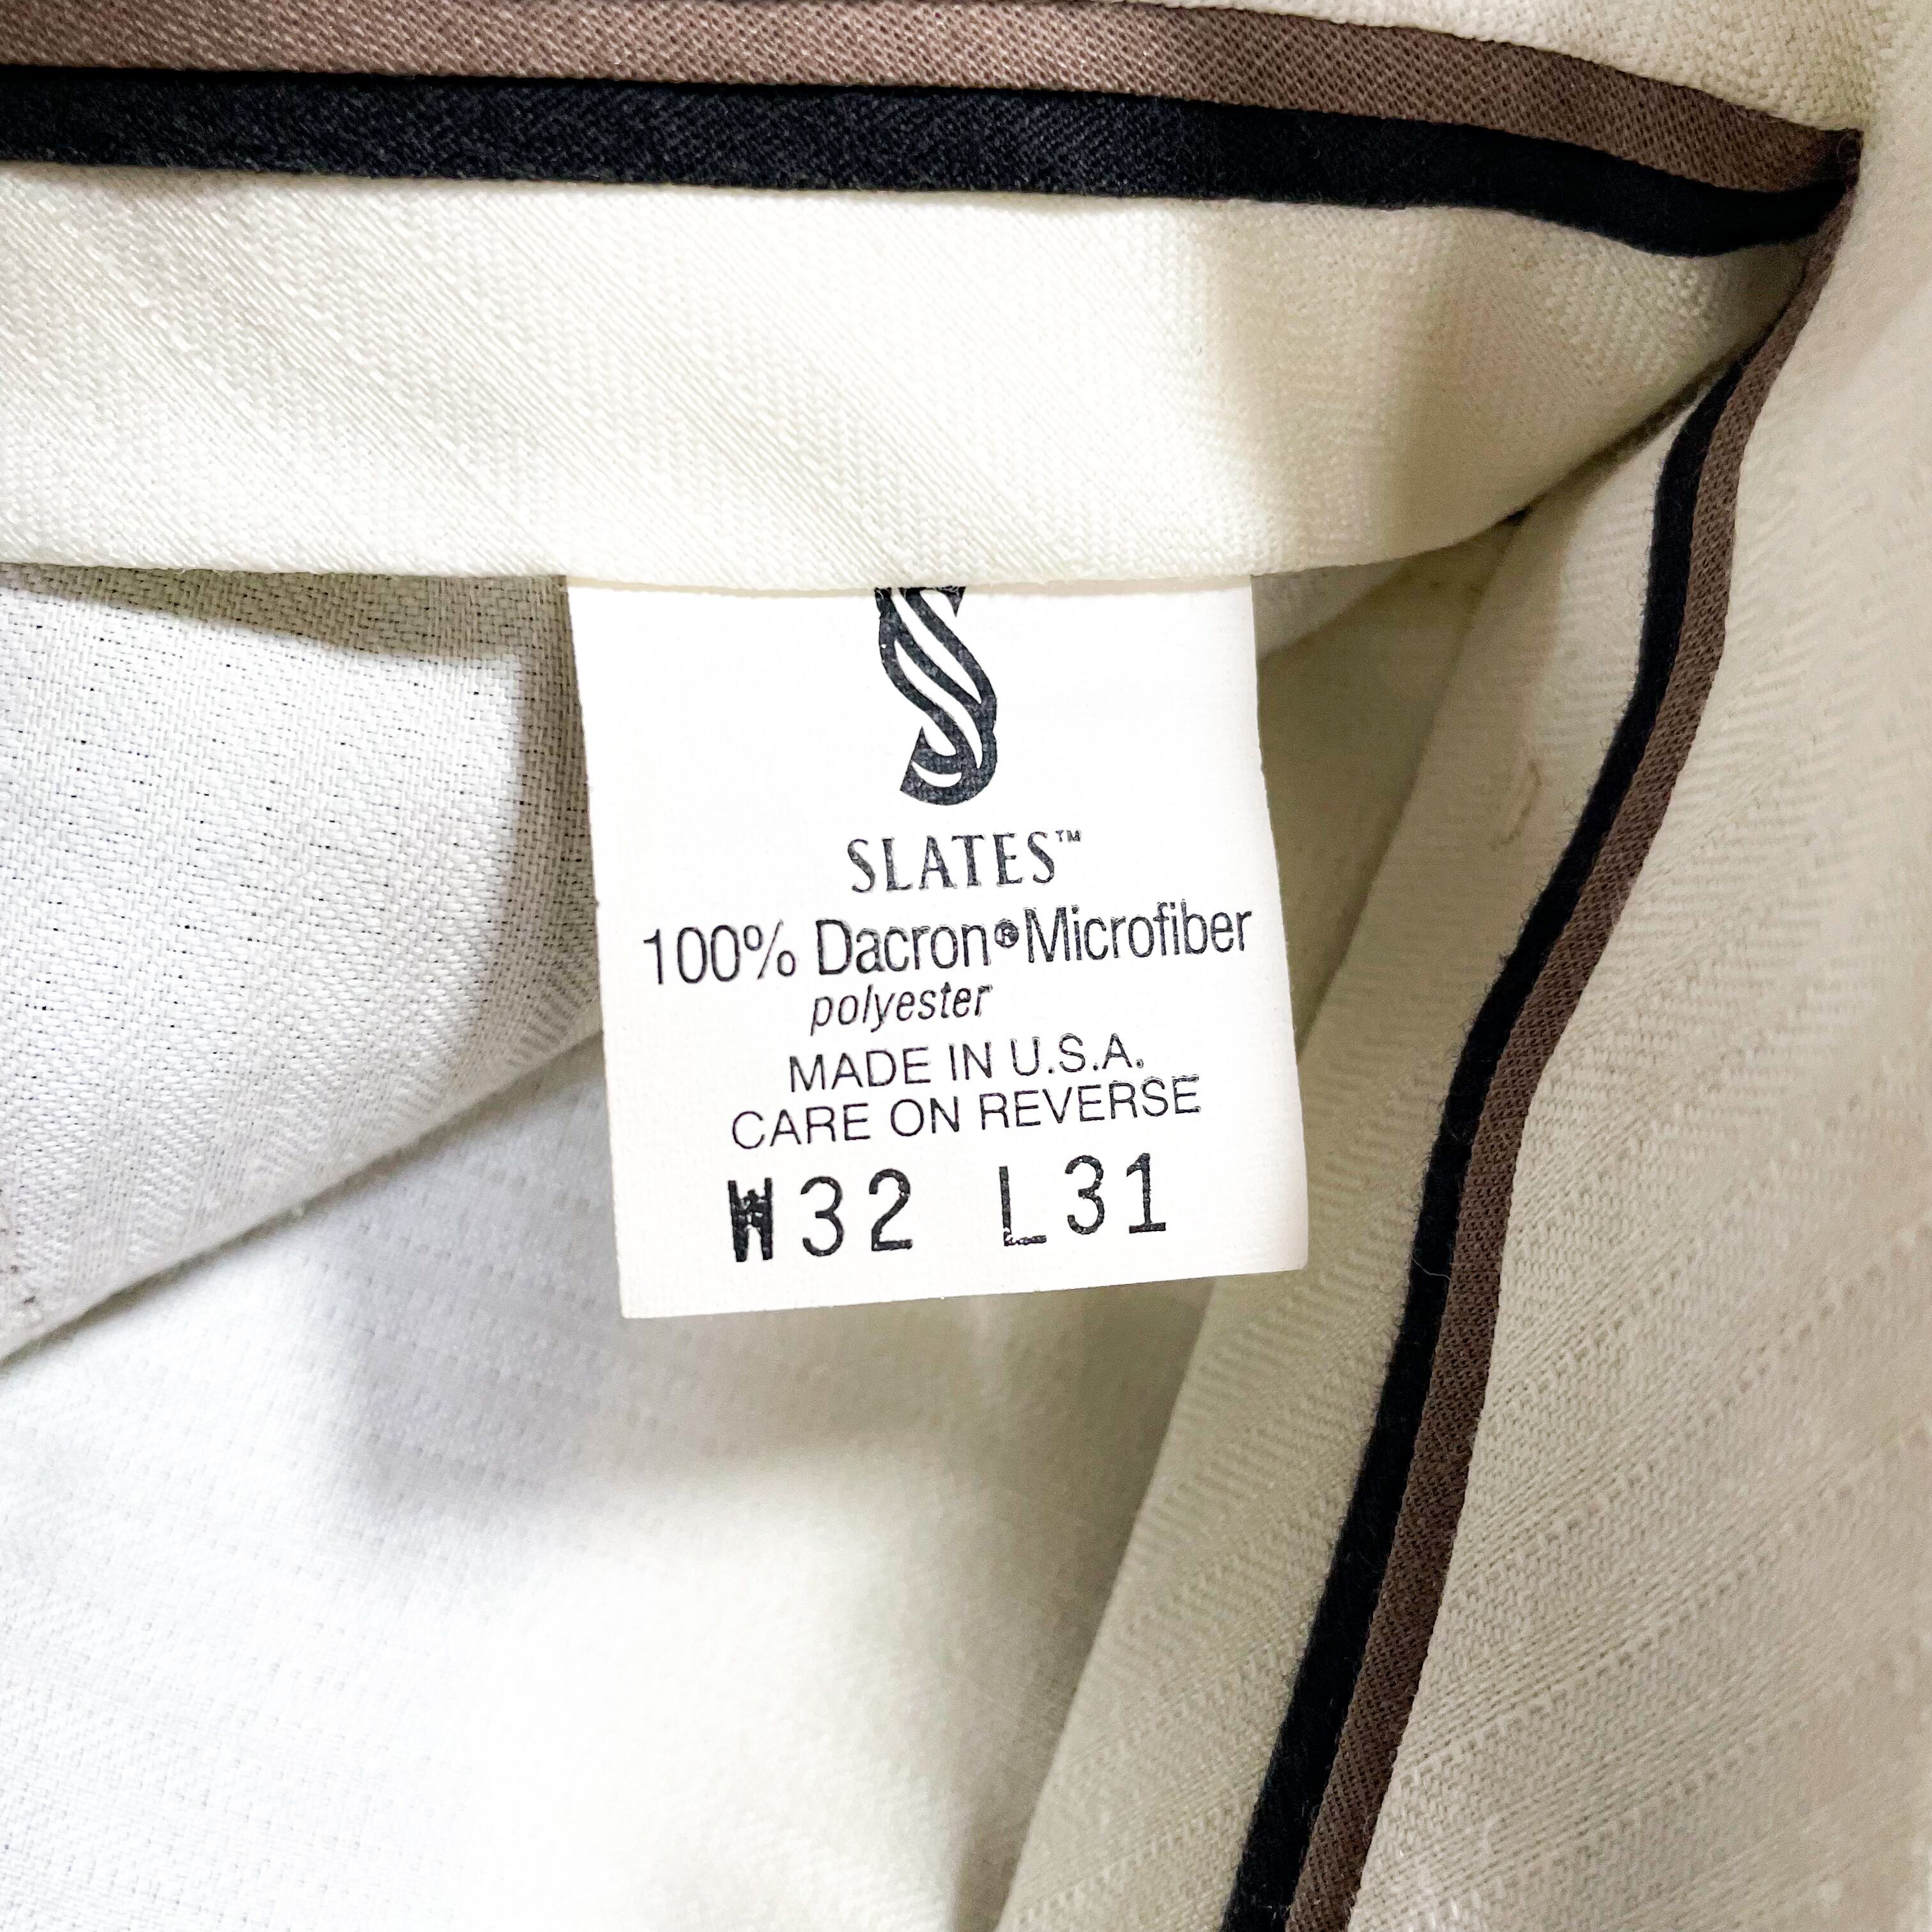 SLATES™
100% Dacron® Microfiber
polyester
MADE IN U.S.A.
CARE ON REVERSE
W32 L31